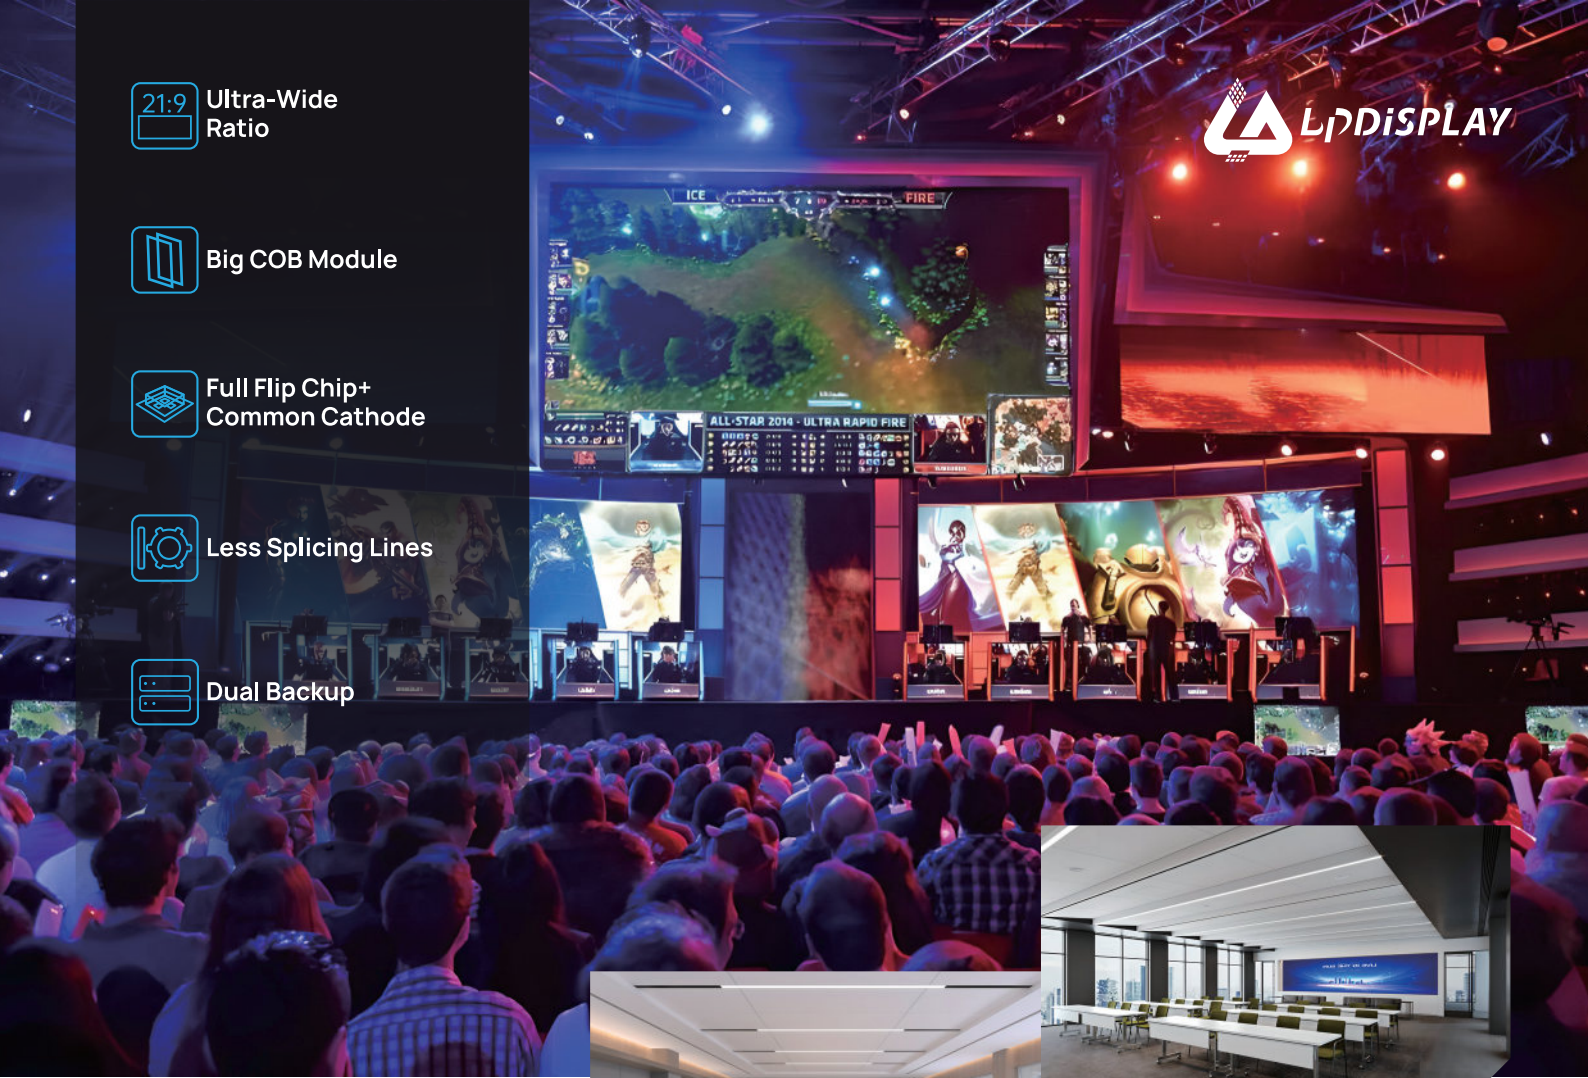 21:9
Ultra-Wide
Ratio
Big COB Module
Full Flip Chip+
Common Cathode
Less Splicing Lines
Dual Backup
LPDiSPLAY
ICE
FIRE
ALL-STAR 2014 - ULTRA RAPID FIRE